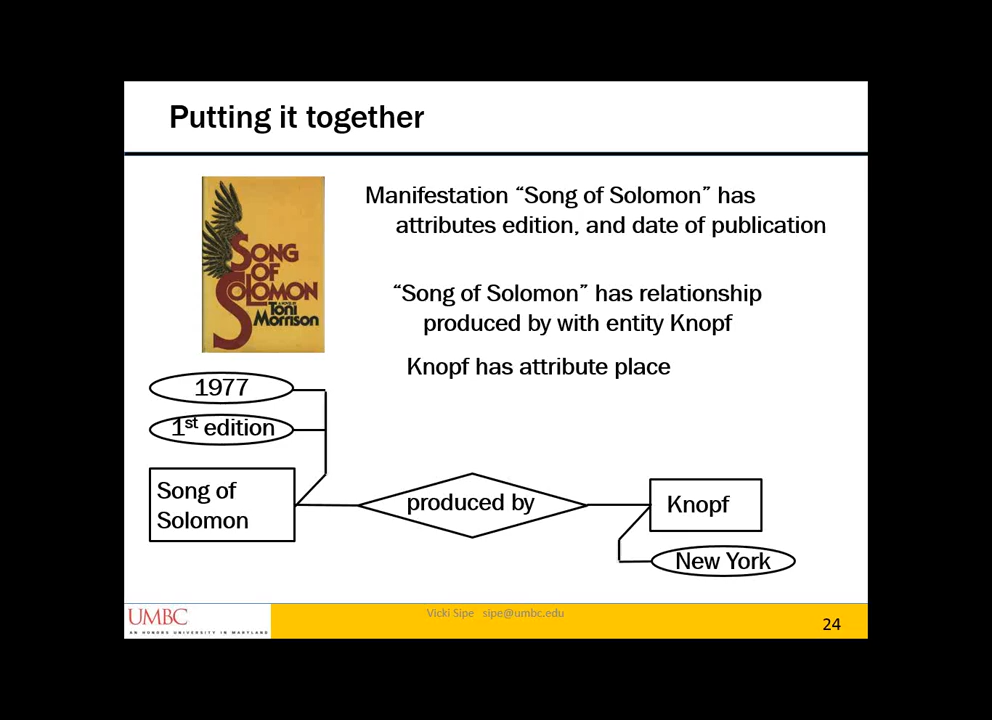 Putting it together
SONG
OF
SOLOMON
A NOVEL BY
Toni
Morrison
Manifestation “Song of Solomon” has
attributes edition, and date of publication
“Song of Solomon” has relationship
produced by with entity Knopf
Knopf has attribute place
1977
1st edition
Song of
Solomon
produced by
Knopf
New York
UMBC
AN HONORS UNIVERSITY IN MARYLAND
Vicki Sipe sipe@umbc.edu
24